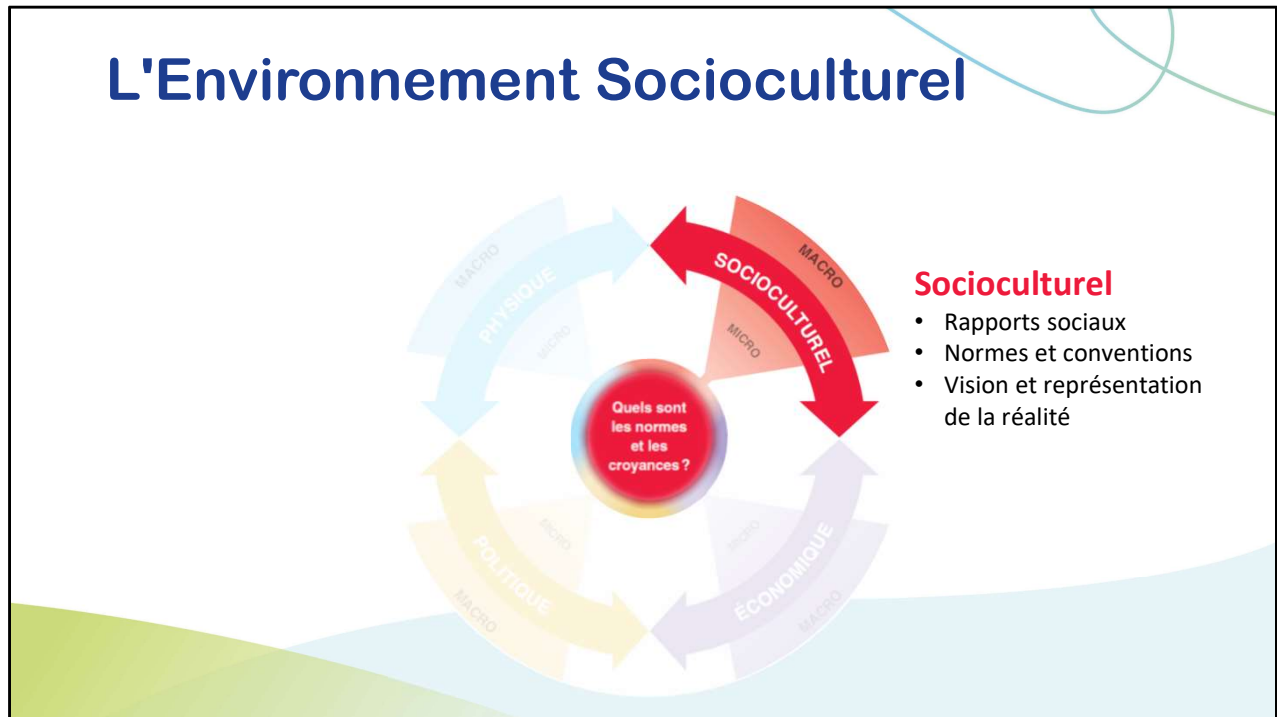 L'Environnement Socioculturel
MACRO
PHYSIQUE
MICRO
MACRO
SOCIOCULTUREL
MICRO
Socioculturel
• Rapports sociaux
• Normes et conventions
• Vision et représentation
de la réalité
Quels sont
les normes
et les
croyances ?
MICRO
POLITIQUE
MACRO
MICRO
ÉCONOMIQUE
MACRO